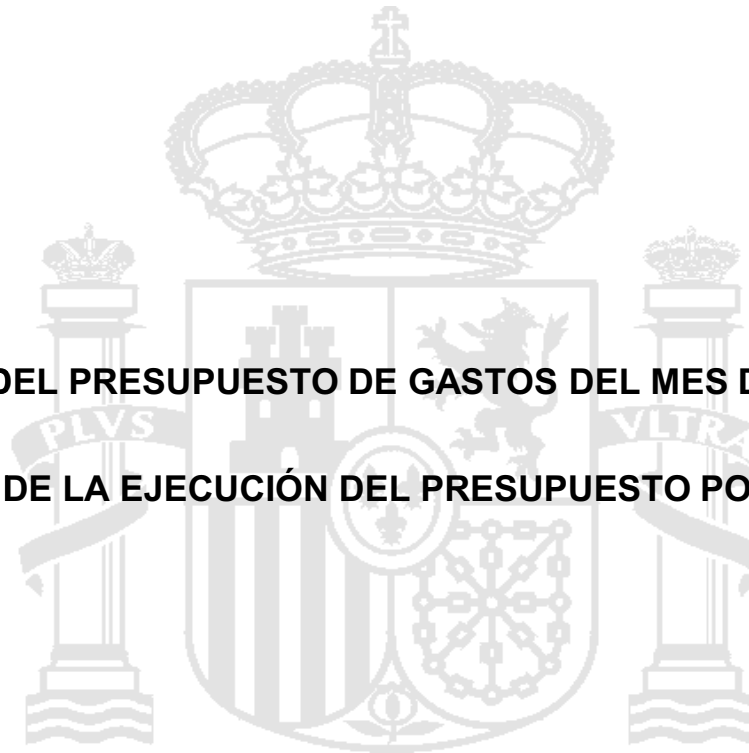 DEL PRESUPUESTO DE GASTOS DEL MES D
PLVS VLTRA
DE LA EJECUCIÓN DEL PRESUPUESTO PO